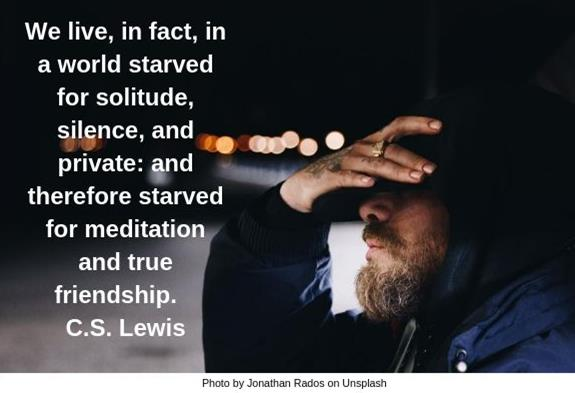 We live, in fact, in
a world starved
for solitude,
silence, and
private: and
therefore starved
for meditation
and true
friendship.
C.S. Lewis
Photo by Jonathan Rados on Unsplash